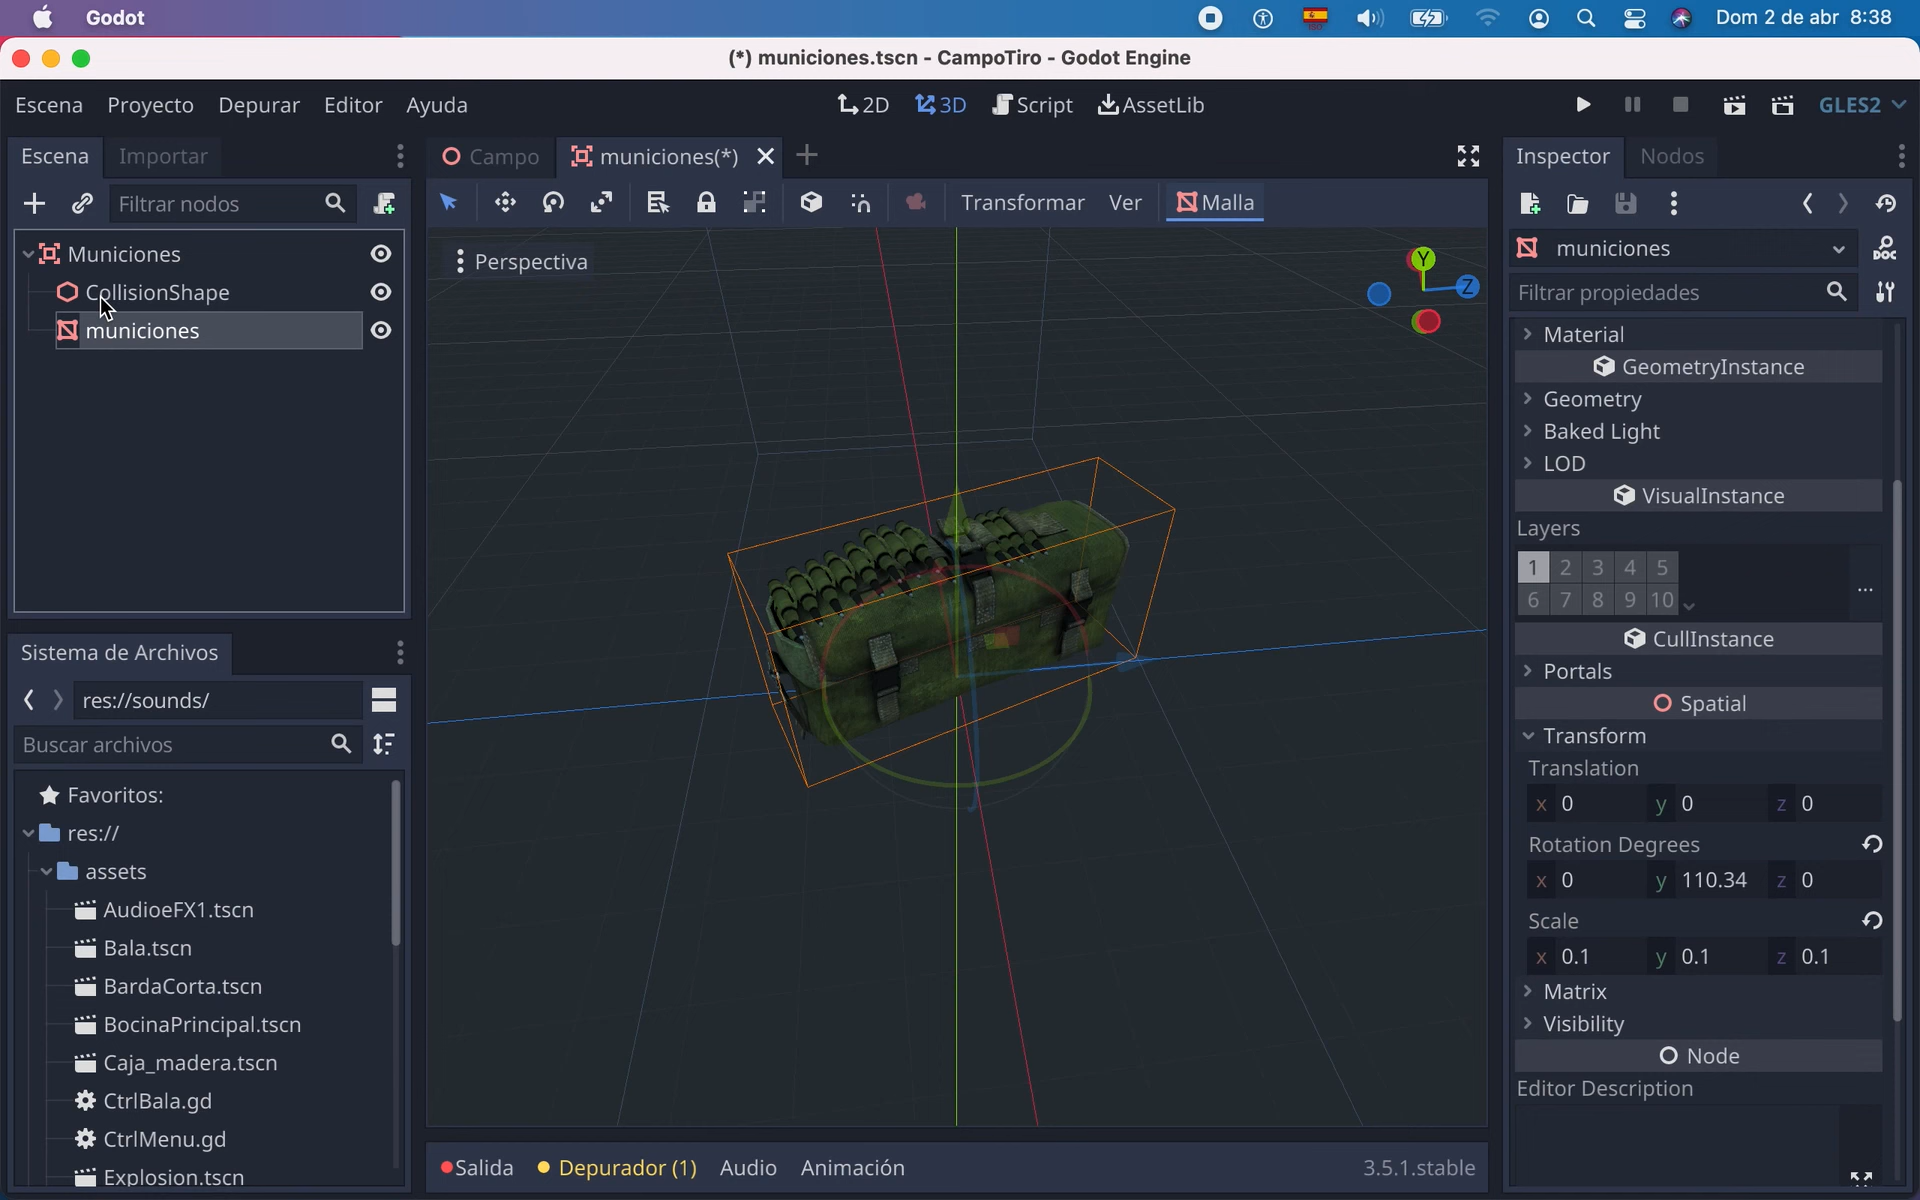 Godot
Dom 2 de abr 8:38
(*) municiones.tscn - CampoTiro - Godot Engine
Escena Proyecto Depurar Editor Ayuda
2D 3D Script AssetLib
GLES2
Escena Importar
Filtrar nodos
Municiones
CollisionShape
municiones
Sistema de Archivos
res://sounds/
Buscar archivos
Favoritos:
res://
assets
AudioeFX1.tscn
Bala.tscn
BardaCorta.tscn
BocinaPrincipal.tscn
Caja_madera.tscn
CtrlBala.gd
CtrlMenu.gd
Explosion.tscn
Campo municiones(*)
Transformar Ver Malla
Perspectiva
Y
Z
Salida Depurador (1) Audio Animación 3.5.1.stable
Inspector Nodos
municiones
DOC
Filtrar propiedades
Material
GeometryInstance
Geometry
Baked Light
LOD
VisualInstance
Layers
1 2 3 4 5
6 7 8 9 10
CullInstance
Portals
Spatial
Transform
Translation
x 0 y 0 z 0
Rotation Degrees
x 0 y 110.34 z 0
Scale
x 0.1 y 0.1 z 0.1
Matrix
Visibility
Node
Editor Description